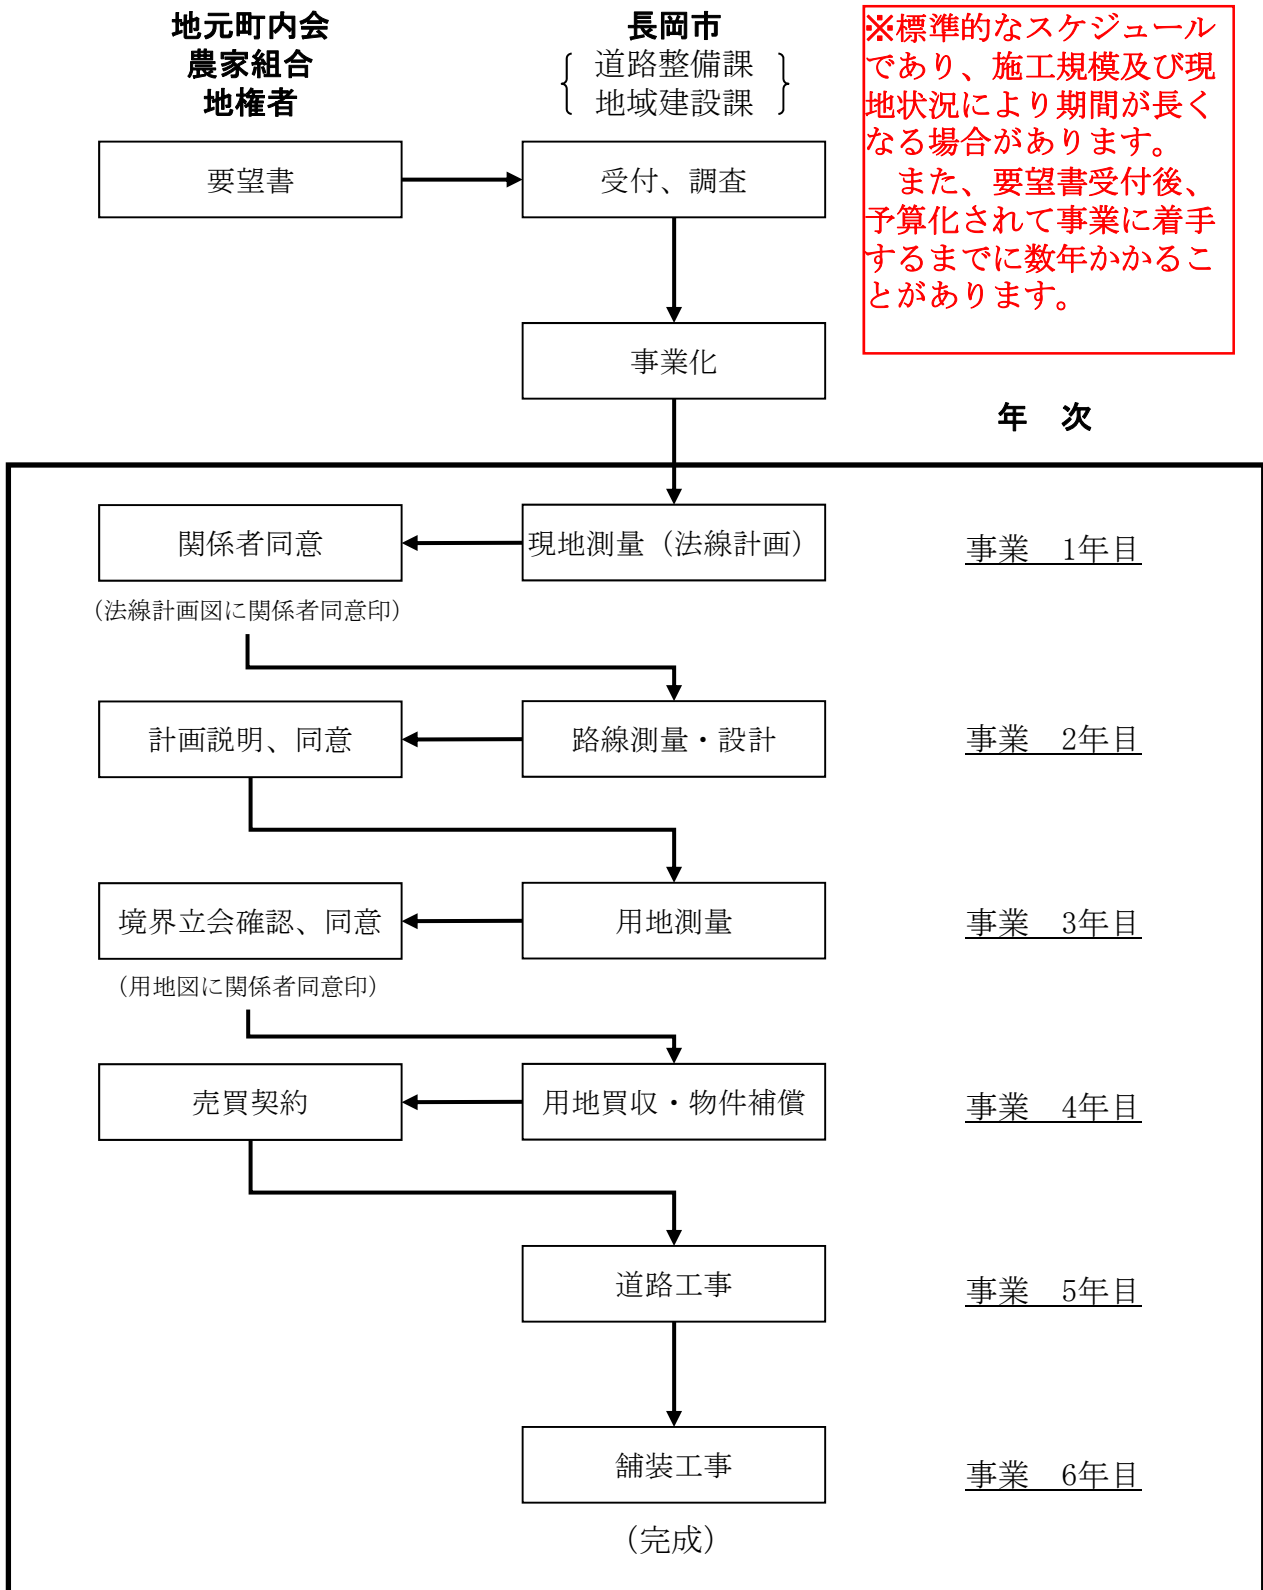 地元町内会
農家組合
地権者
長岡市
道路整備課
地域建設課
※標準的なスケジュール
であり、施工規模及び現
地状況により期間が長く
なる場合があります。
また、要望書受付後、
予算化されて事業に着手
するまでに数年かかるこ
とがあります。
要望書
受付、調査
事業化
年　次
関係者同意
現地測量（法線計画）
事業　1年目
（法線計画図に関係者同意印）
計画説明、同意
路線測量・設計
事業　2年目
境界立会確認、同意
用地測量
事業　3年目
（用地図に関係者同意印）
売買契約
用地買収・物件補償
事業　4年目
道路工事
事業　5年目
舗装工事
事業　6年目
（完成）